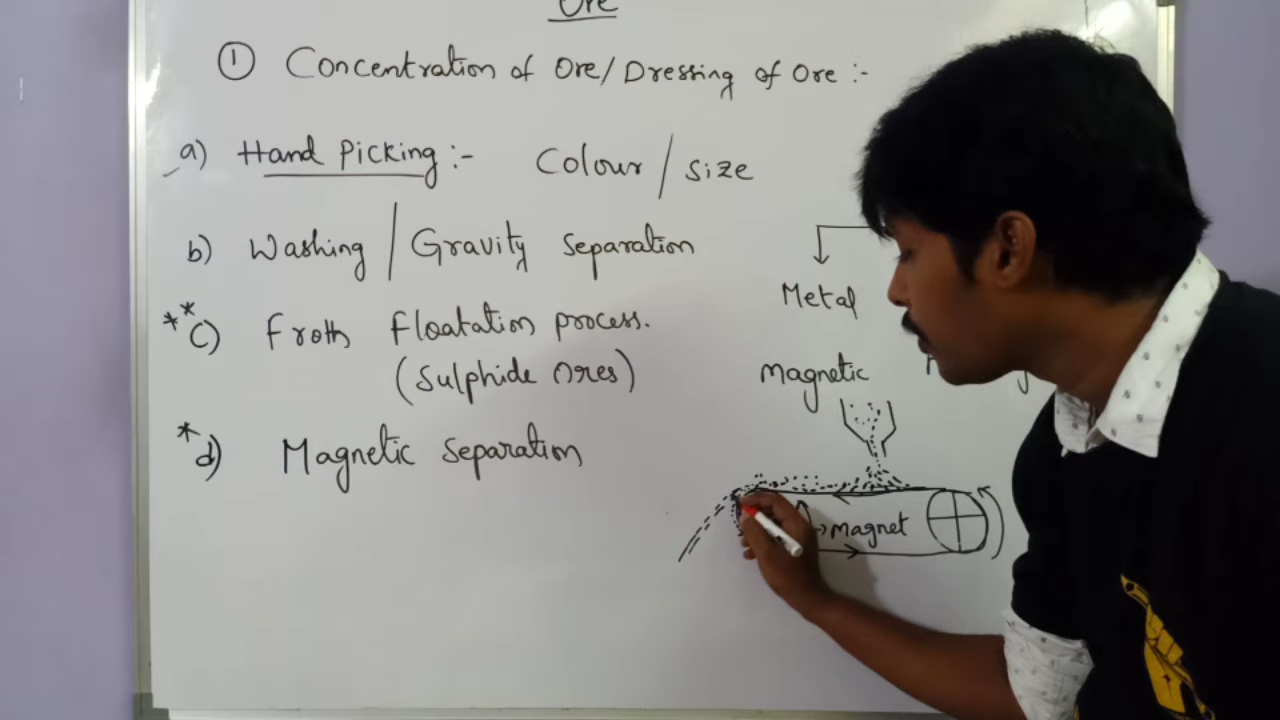 Ore
① Concentration of Ore/Dressing of Ore :-
a) Hand Picking :- Colour / Size
b) Washing / Gravity Separation
Metal
** c) Froth Floatation process.
(Sulphide Ores)
Magnetic
* d) Magnetic Separation
→ Magnet